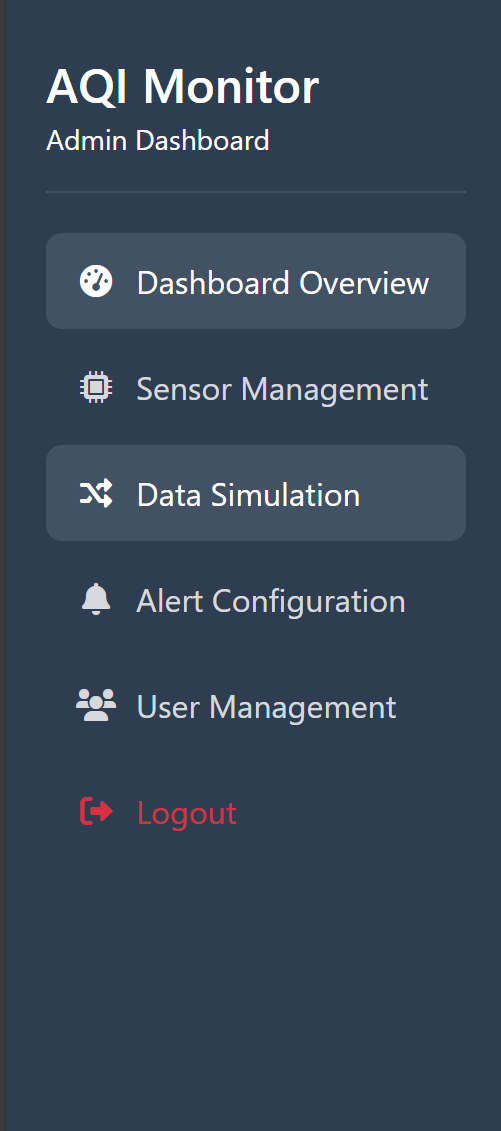 AQI Monitor
Admin Dashboard
Dashboard Overview
Sensor Management
Data Simulation
Alert Configuration
User Management
Logout